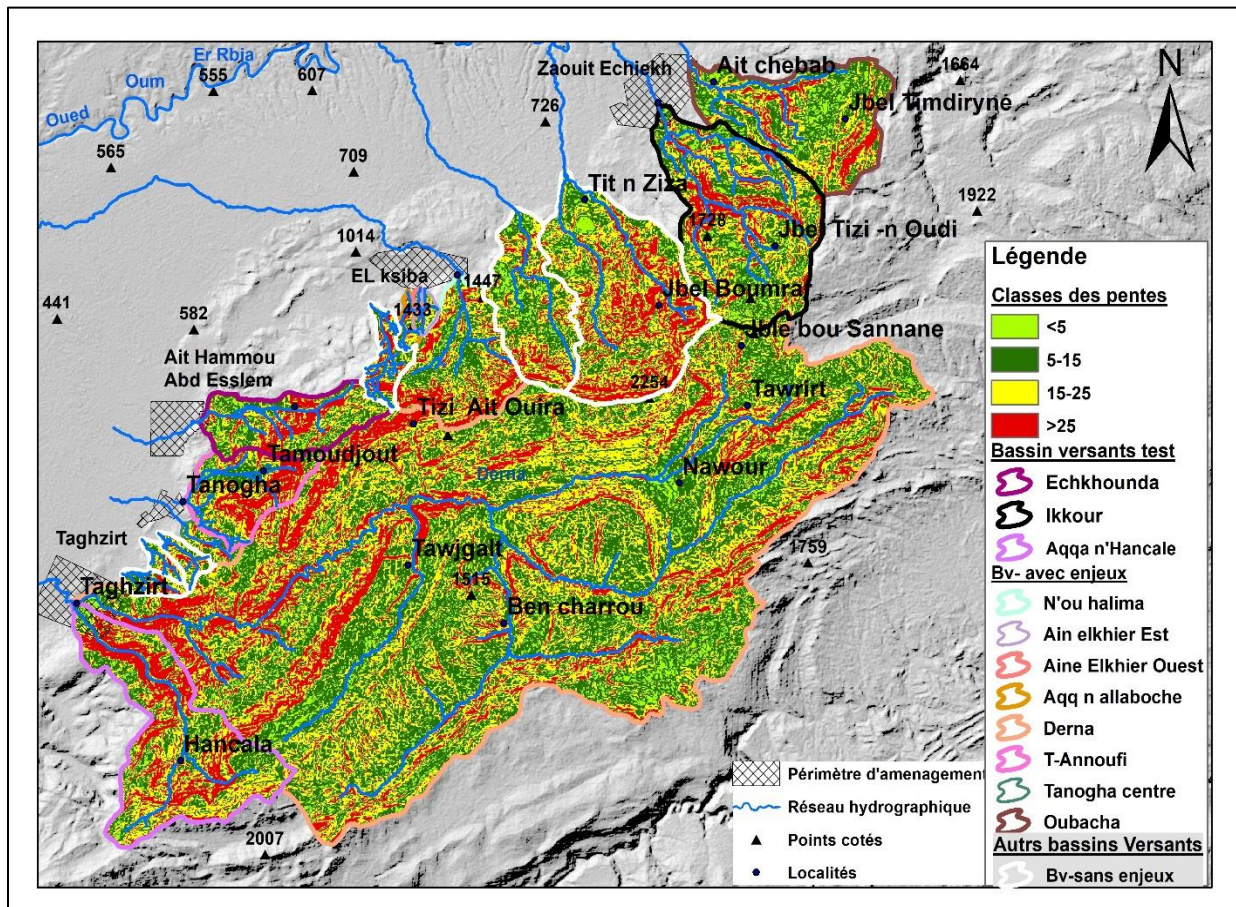 Er Rbja
Oum
Oued
555
607
565
709
726
Zaouit Echiekh
Ait chebab
1664
N
Jbel Timdiryne
1922
Tit n Ziza
1728
Jbel Tizi -n Oudi
1014
EL ksiba
1447
1433
441
582
Jbel Boumra
Jble bou Sannane
Ait Hammou
Abd Esslem
2254
Tizi Ait Ouira
Tawrirt
Tamoudjout
Tanogha
Derna
Nawour
Taghzirt
Taghzirt
Tawjgalt
1515
1759
Ben charrou
Hancala
2007
Légende
Classes des pentes
<5
5-15
15-25
>25
Bassin versants test
Echkhounda
Ikkour
Aqqa n'Hancale
Bv- avec enjeux
N'ou halima
Ain elkhier Est
Aine Elkhier Ouest
Aqq n allaboche
Derna
T-Annoufi
Tanogha centre
Oubacha
Autrs bassins Versants
Bv-sans enjeux
Périmètre d'amenagement
Réseau hydrographique
Points cotés
Localités